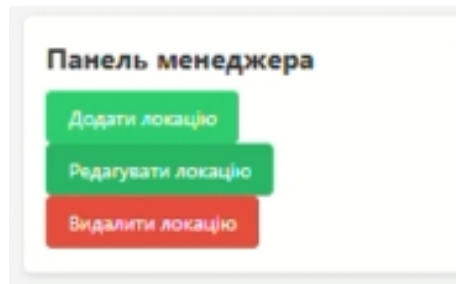 Панель менеджера
Додати локацію
Редагувати локацію
Видалити локацію